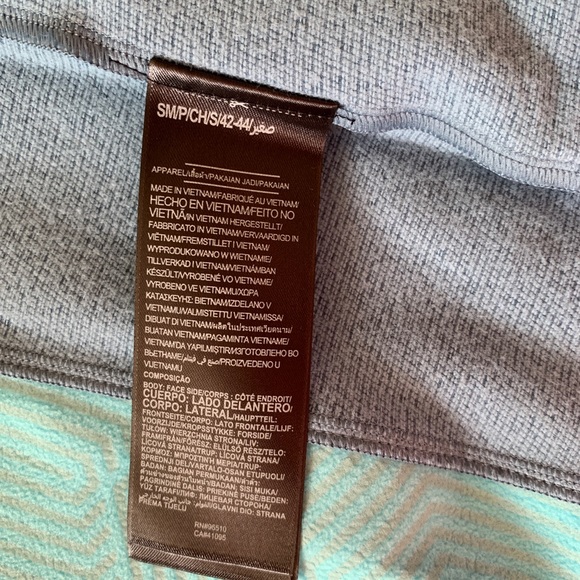 SM/P/CH/S/42-44/صغير
APPAREL/เสื้อผ้า/PAKAIAN JADI/PAKAIAN
MADE IN VIETNAM/FABRIQUÉ AU VIETNAM/
HECHO EN VIETNAM/FEITO NO
VIETNÃ/IN VIETNAM HERGESTELLT/
FABBRICATO IN VIETNAM/VERVAARDIGD IN
VIËTNAM/FREMSTILLET I VIETNAM/
WYPRODUKOWANO W WIETNAMIE/
TILLVERKAD I VIETNAM/VIETNÁMBAN
KÉSZÜLT/VYROBENÉ VO VIETNAME/
VYROBENO VE VIETNAMU/ΧΩΡΑ
ΚΑΤΑΣΚΕΥΗΣ: ΒΙΕΤΝΑΜ/IZDELANO V
VIETNAMU/VALMISTETTU VIETNAMISSA/
DIBUAT DI VIETNAM/ผลิตในประเทศเวียดนาม/
BUATAN VIETNAM/PAGAMINTA VIETNAME/
VIETNAM'DA YAPILMIŞTIR/ИЗГОТОВЛЕНО ВО
ВЬЕТНАМЕ/صنع في فيتنام/PROIZVEDENO U
VIJETNAMU
COMPOSIÇÃO
BODY: FACE SIDE/CORPS : CÔTÉ ENDROIT/
CUERPO: LADO DELANTERO/
CORPO: LATERAL/HAUPTTEIL:
FRONTSEITE/CORPO: LATO FRONTALE/LIJF:
VOORZIJDE/KROPSSTYKKE: FORSIDE/
TUŁÓW: WIERZCHNIA STRONA/LIV:
FRAMIFRÅN/FŐRÉSZ: ELÜLSŐ RÉSZ/TELO:
LÍCOVÁ STRANA/TRUP: LÍCOVÁ STRANA/
ΚΟΡΜΟΣ: ΜΠΡΟΣΤΙΝΗ ΜΕΡΙΑ/TRUP:
SPREDNJI DEL/VARTALO-OSAN ETUPUOLI/
BADAN: BAGIAN PERMUKAAN/
BADAN: SISI MUKA/
PAGRINDINĖ DALIS: PRIEKINĖ PUSĖ/BEDEN:
YÜZ TARAFI/ ЛИЦЕВАЯ СТОРОНА/
GLAVNI DIO: STRANA
PREMA TIJELU
RN#96510
CA#41095